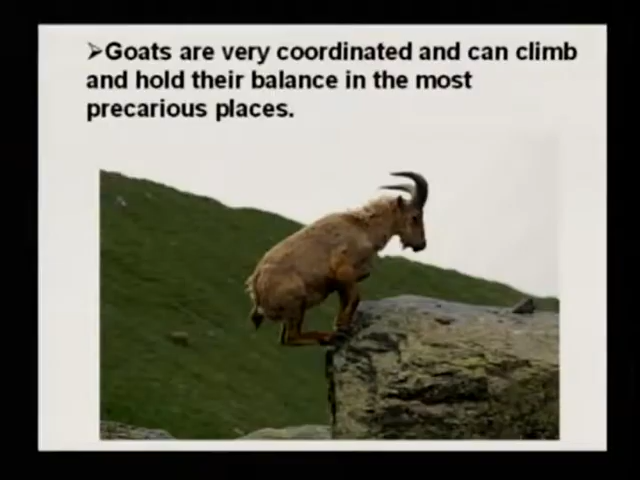 ➢Goats are very coordinated and can climb
and hold their balance in the most
precarious places.